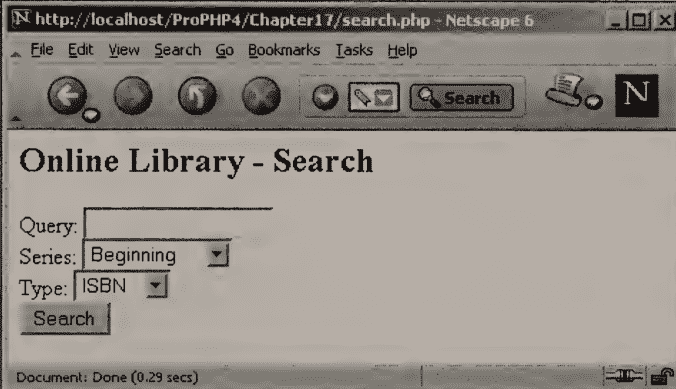 N http://localhost/ProPHP4/Chapter17/search.php - Netscape 6
File Edit View Search Go Bookmarks Tasks Help
Search N
Online Library - Search
Query:
Series: Beginning
Type: ISBN
Search
Document: Done (0.29 secs)